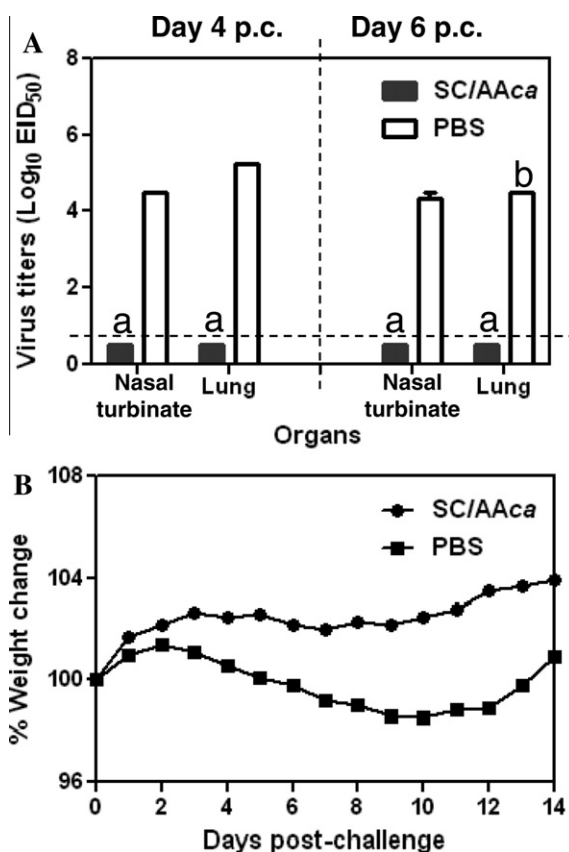 A
Day 4 p.c.
Day 6 p.c.
Virus titers (Log10 EID50)
8
6
4
2
0
SC/AAca
PBS
a
a
a
a
b
Nasal
turbinate
Lung
Nasal
turbinate
Lung
Organs
B
% Weight change
108
104
100
96
SC/AAca
PBS
0
2
4
6
8
10
12
14
Days post-challenge